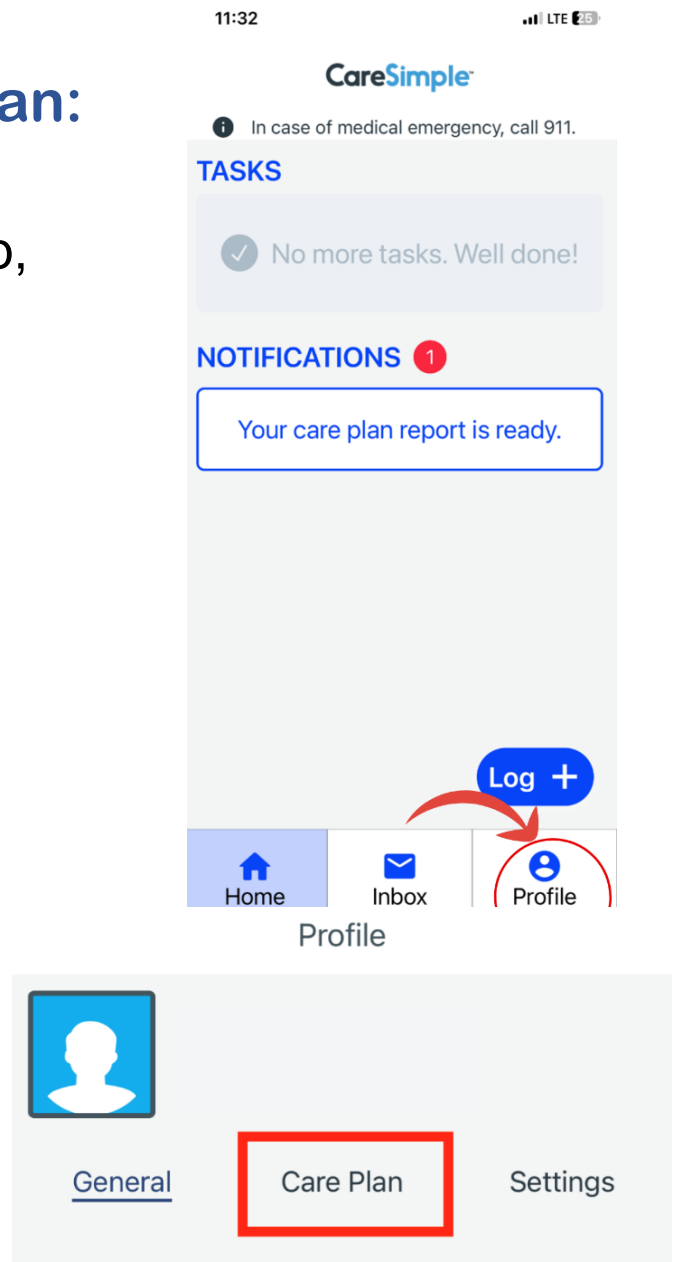 11:32
LTE 25
CareSimple
an:
In case of medical emergency, call 911.
TASKS
No more tasks. Well done!
NOTIFICATIONS 1
Your care plan report is ready.
Log +
Home
Inbox
Profile
Profile
General
Care Plan
Settings